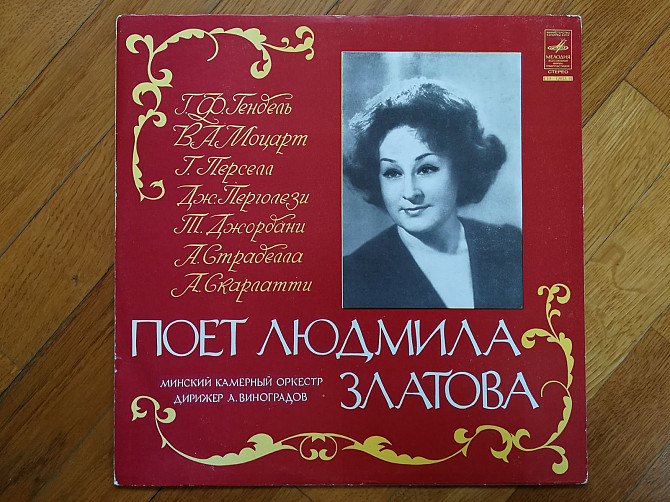 Г. Ф. Гендель
В. А. Моцарт
Г. Перселл
Дж. Перголези
Т. Джордани
А. Страделла
А. Скарлатти
МЕЛОДИЯ
СТЕРЕО
ПОЕТ ЛЮДМИЛА
ЗЛАТОВА
МИНСКИЙ КАМЕРНЫЙ ОРКЕСТР
ДИРИЖЕР А. ВИНОГРАДОВ